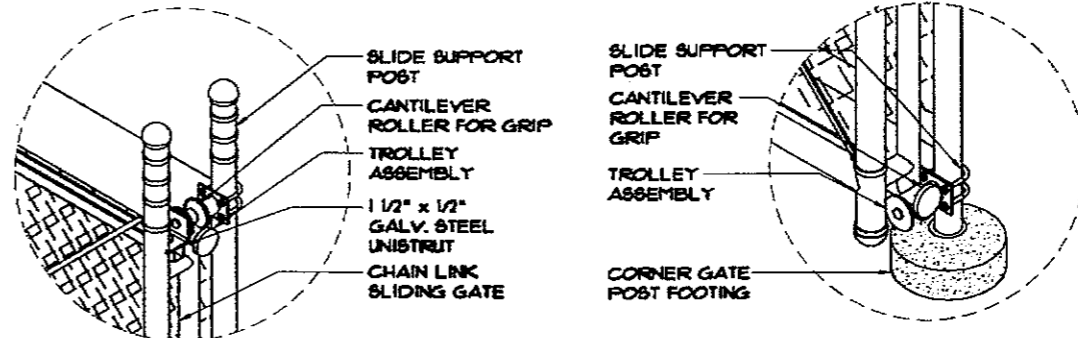 SLIDE SUPPORT
POST
CANTILEVER
ROLLER FOR GRIP
TROLLEY
ASSEMBLY
1 1/2" x 1/2"
GALV. STEEL
UNISTRUT
CHAIN LINK
SLIDING GATE
SLIDE SUPPORT
POST
CANTILEVER
ROLLER FOR
GRIP
TROLLEY
ASSEMBLY
CORNER GATE
POST FOOTING